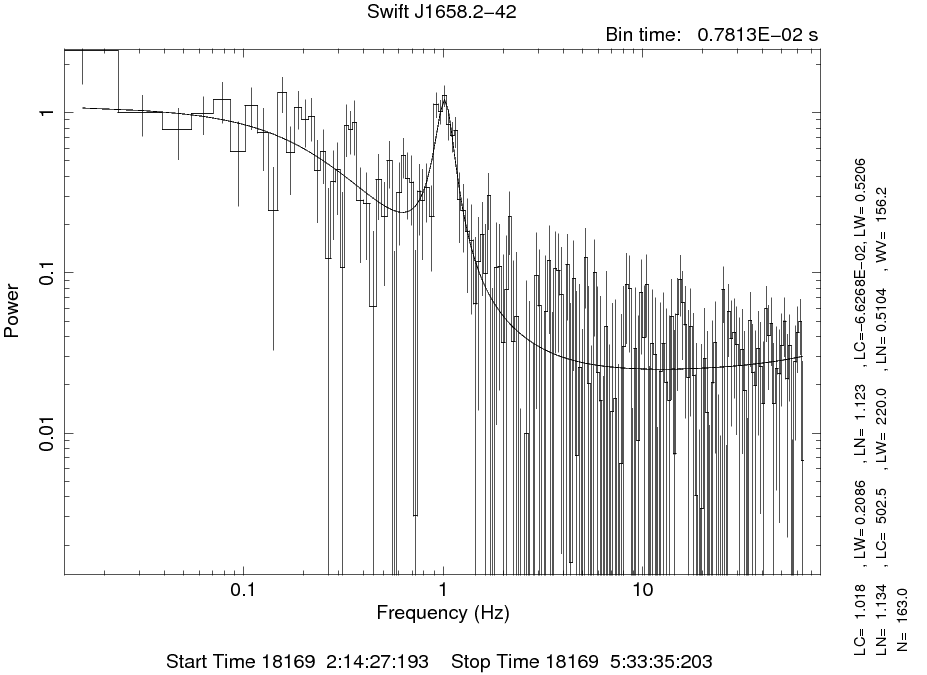 Swift J1658.2−42
Bin time: 0.7813E−02 s
1
0.1
0.01
Power
0.1 1 10
Frequency (Hz)
Start Time 18169 2:14:27:193 Stop Time 18169 5:33:35:203
LC= 1.018 , LW= 0.2086 , LN= 1.123 , LC=−6.6268E−02, LW= 0.5206
LN= 1.134 , LC= 502.5 , LW= 220.0 , LN= 0.5104 , WV= 156.2
N= 163.0